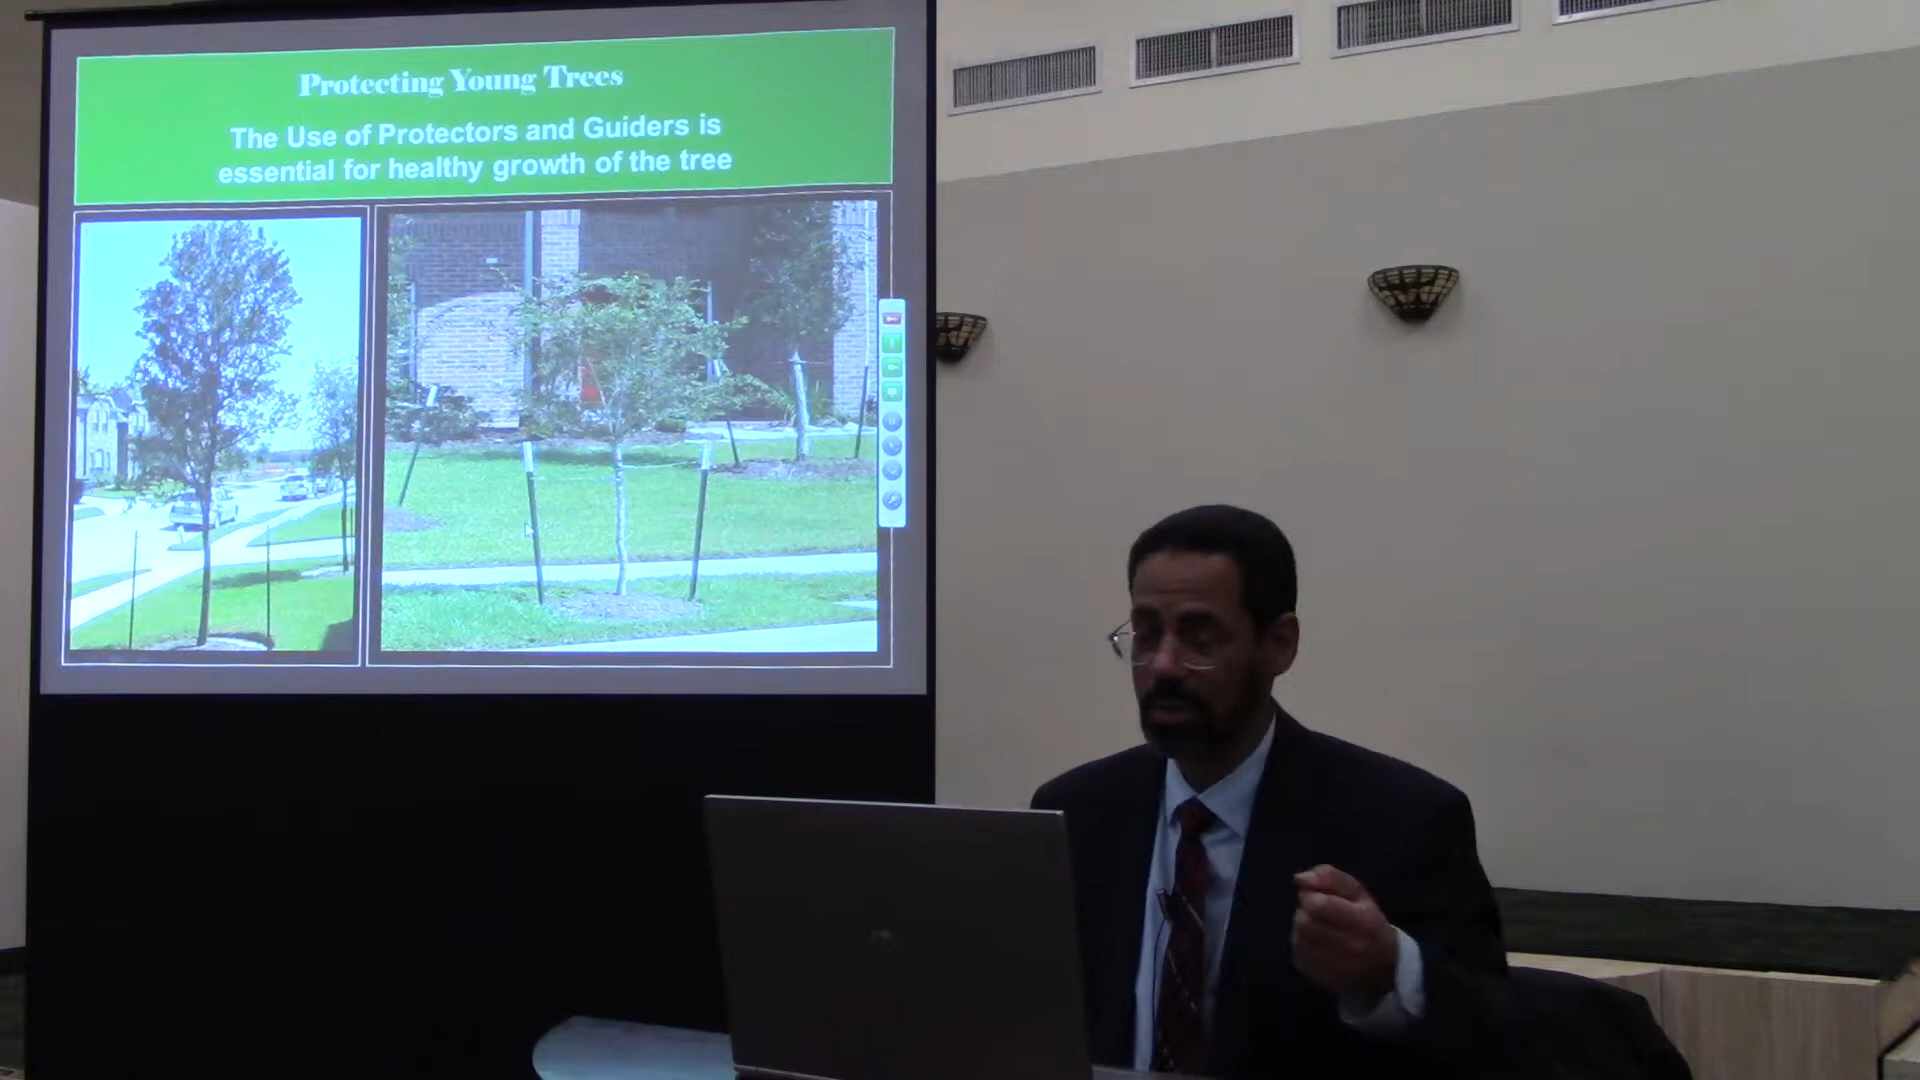 Protecting Young Trees
The Use of Protectors and Guiders is
essential for healthy growth of the tree